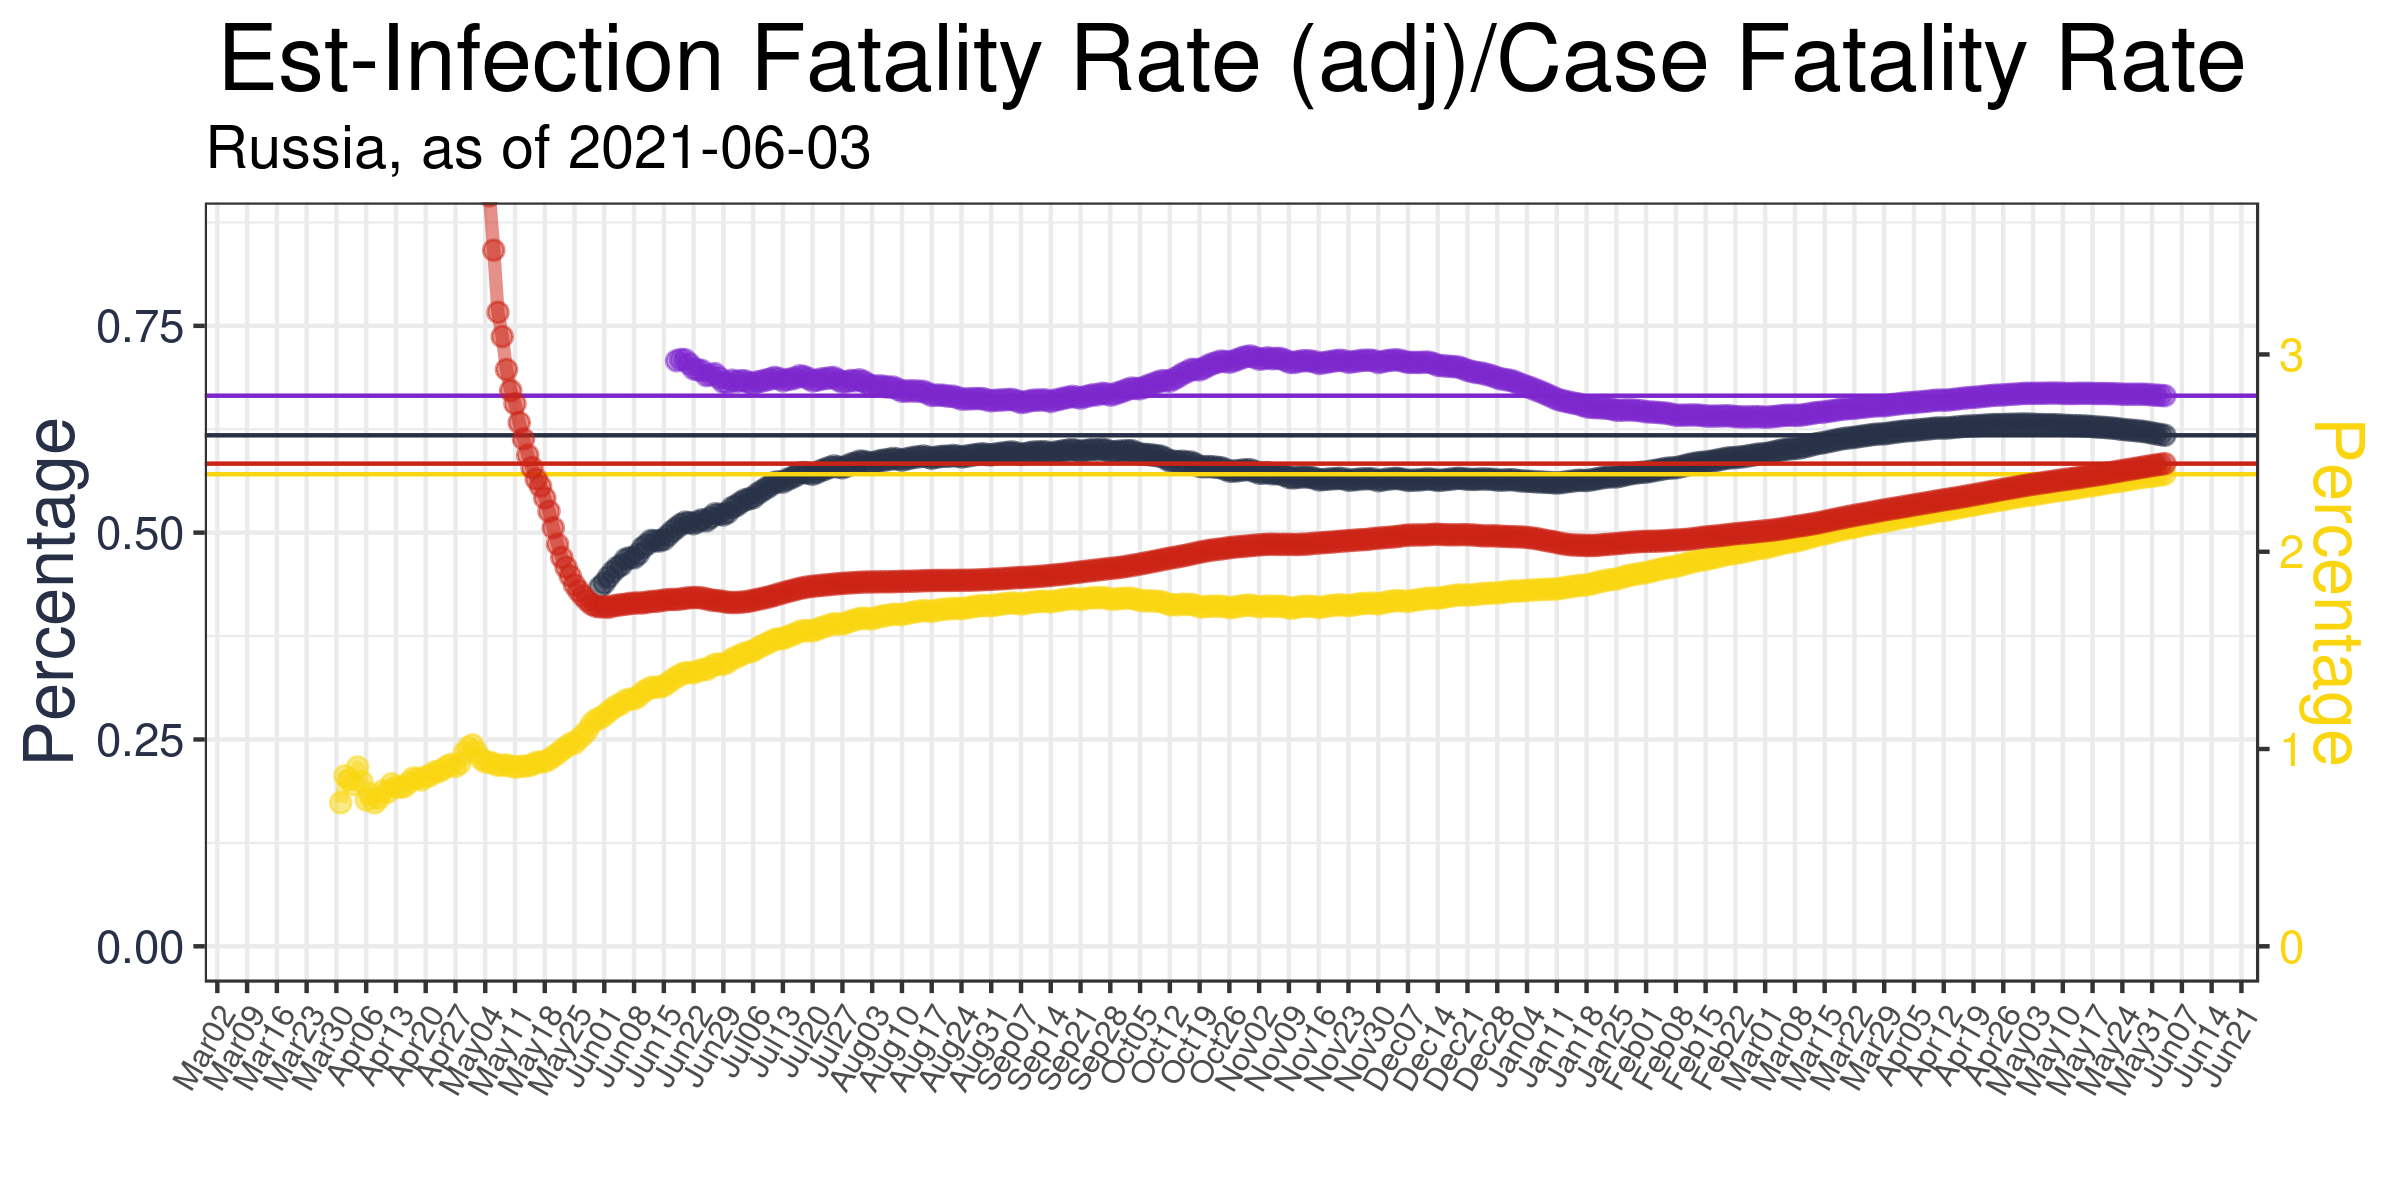 Est-Infection Fatality Rate (adj)/Case Fatality Rate
Russia, as of 2021-06-03
Percentage
0.75
0.50
0.25
0.00
3
2
1
0
Percentage
Mar02
Mar09
Mar16
Mar23
Mar30
Apr06
Apr13
Apr20
Apr27
May04
May11
May18
May25
Jun01
Jun08
Jun15
Jun22
Jun29
Jul06
Jul13
Jul20
Jul27
Aug03
Aug10
Aug17
Aug24
Aug31
Sep07
Sep14
Sep21
Sep28
Oct05
Oct12
Oct19
Oct26
Nov02
Nov09
Nov16
Nov23
Nov30
Dec07
Dec14
Dec21
Dec28
Jan04
Jan11
Jan18
Jan25
Feb01
Feb08
Feb15
Feb22
Mar01
Mar08
Mar15
Mar22
Mar29
Apr05
Apr12
Apr19
Apr26
May03
May10
May17
May24
May31
Jun07
Jun14
Jun21